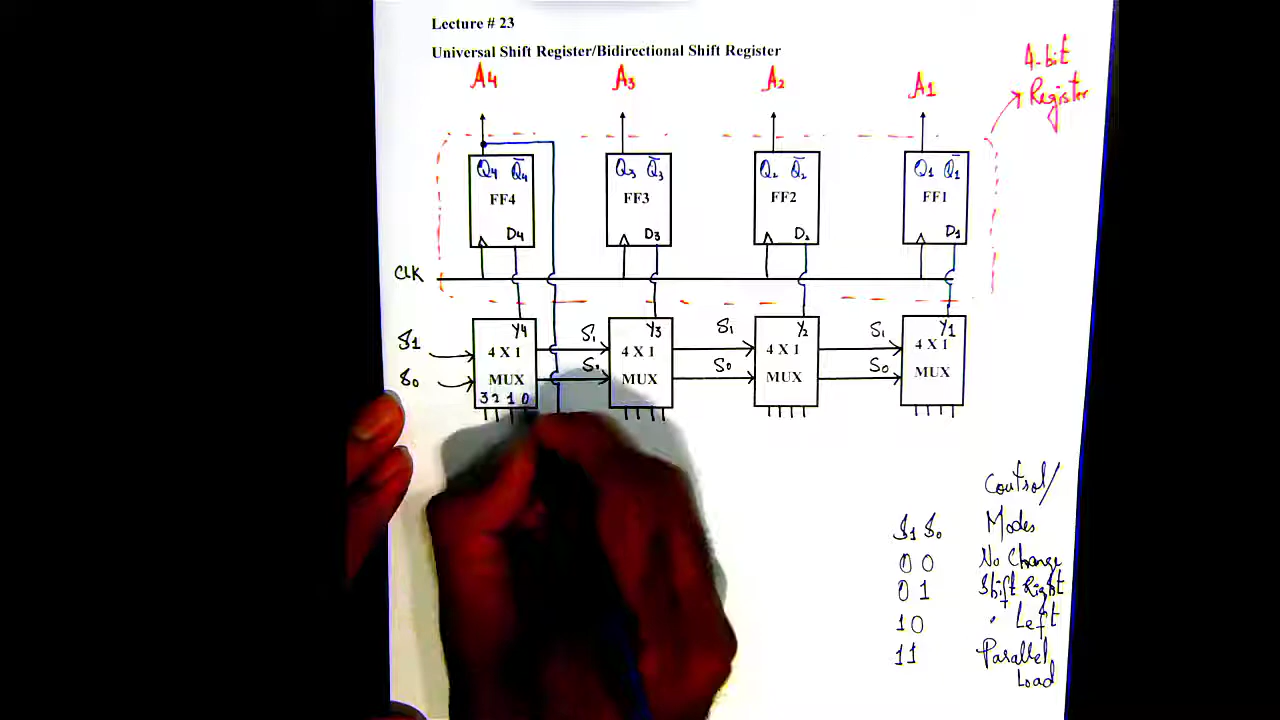 Lecture # 23
Universal Shift Register/Bidirectional Shift Register
4-bit
Register
A4 A3 A2 A1
Q4 Q̄4 Q3 Q̄3 Q2 Q̄2 Q1 Q̄1
FF4 FF3 FF2 FF1
D4 D3 D2 D1
CLK
Y4 Y3 Y2 Y1
S1 S1 S1 S1
4 X 1 4 X 1 4 X 1 4 X 1
S0 S0 S0
MUX MUX MUX MUX
3 2 1 0
Control/
S1 S0 Modes
0 0 No Change
0 1 Shift Right
1 0 " Left
1 1 Parallel
Load